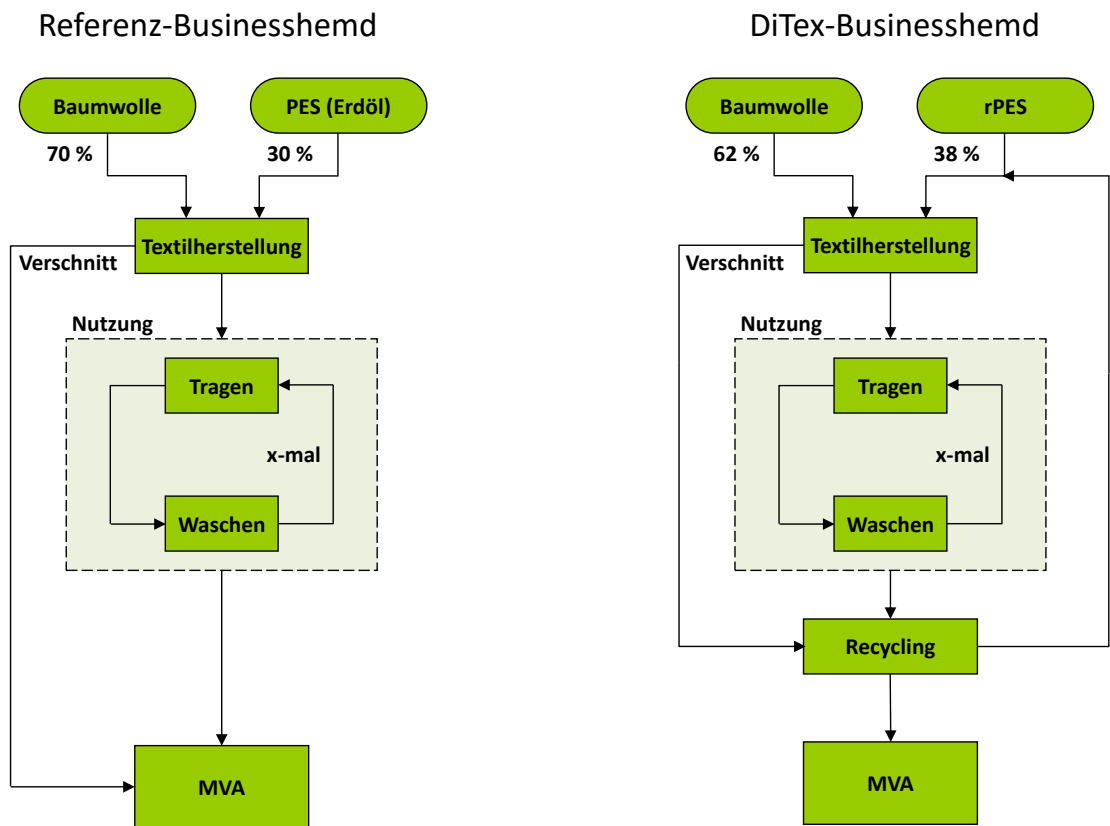 Referenz-Businesshemd
Baumwolle
PES (Erdöl)
70 %
30 %
Textilherstellung
Verschnitt
Nutzung
Tragen
x-mal
Waschen
MVA
DiTex-Businesshemd
Baumwolle
rPES
62 %
38 %
Textilherstellung
Verschnitt
Nutzung
Tragen
x-mal
Waschen
Recycling
MVA